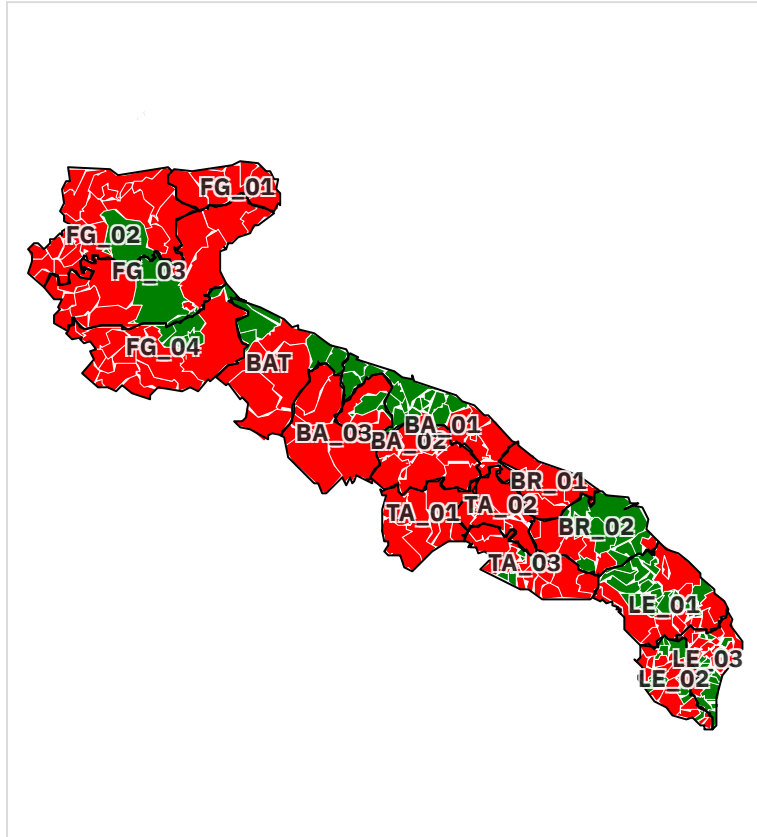 FG_01
FG_02
FG_03
FG_04
BAT
BA_01
BA_03
BA_02
BR_01
TA_02
TA_01
BR_02
TA_03
LE_01
LE_03
LE_02